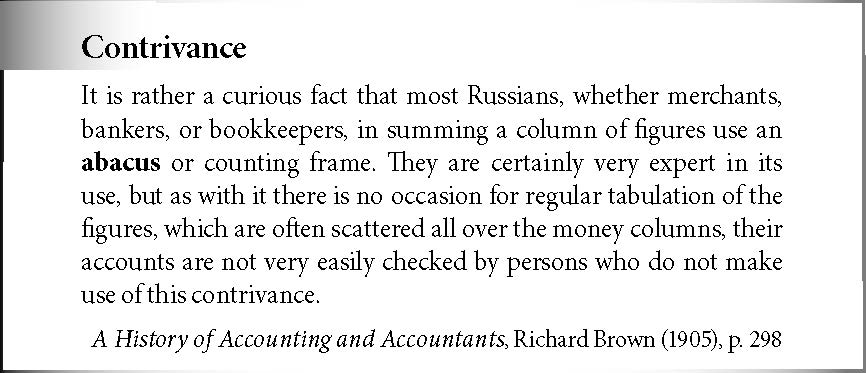 Contrivance
It is rather a curious fact that most Russians, whether merchants,
bankers, or bookkeepers, in summing a column of figures use an
abacus or counting frame. They are certainly very expert in its
use, but as with it there is no occasion for regular tabulation of the
figures, which are often scattered all over the money columns, their
accounts are not very easily checked by persons who do not make
use of this contrivance.
A History of Accounting and Accountants, Richard Brown (1905), p. 298